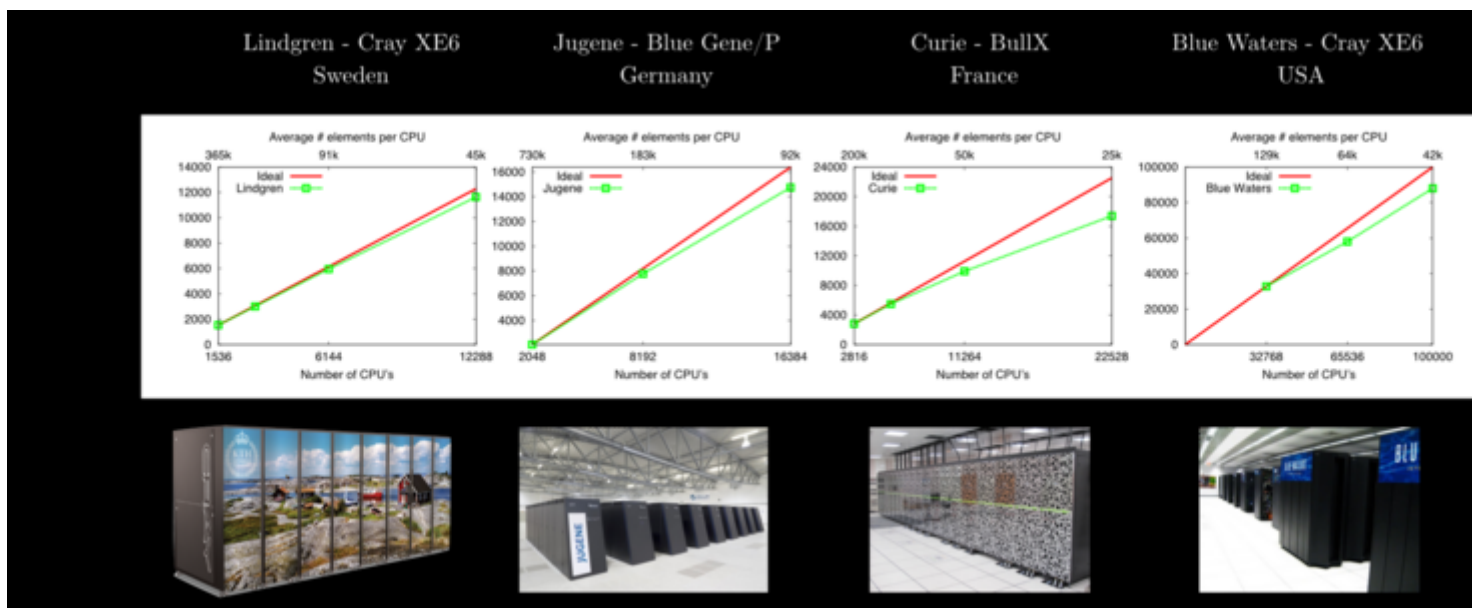 Lindgren - Cray XE6
Sweden
Jugene - Blue Gene/P
Germany
Curie - BullX
France
Blue Waters - Cray XE6
USA
Average # elements per CPU
365k 91k 45k
14000
12000
10000
8000
6000
4000
2000
0
Ideal
Lindgren
1536 6144 12288
Number of CPU's
Average # elements per CPU
730k 183k 92k
16000
14000
12000
10000
8000
6000
4000
Ideal
Jugene
2048 8192 16384
Number of CPU's
Average # elements per CPU
200k 50k 25k
24000
20000
16000
12000
8000
4000
0
Ideal
Curie
2816 11264 22528
Number of CPU's
Average # elements per CPU
129k 64k 42k
100000
80000
60000
40000
20000
0
Ideal
Blue Waters
32768 65536 100000
Number of CPU's
KTH
JUGENE
BLUE WATERS
BLU